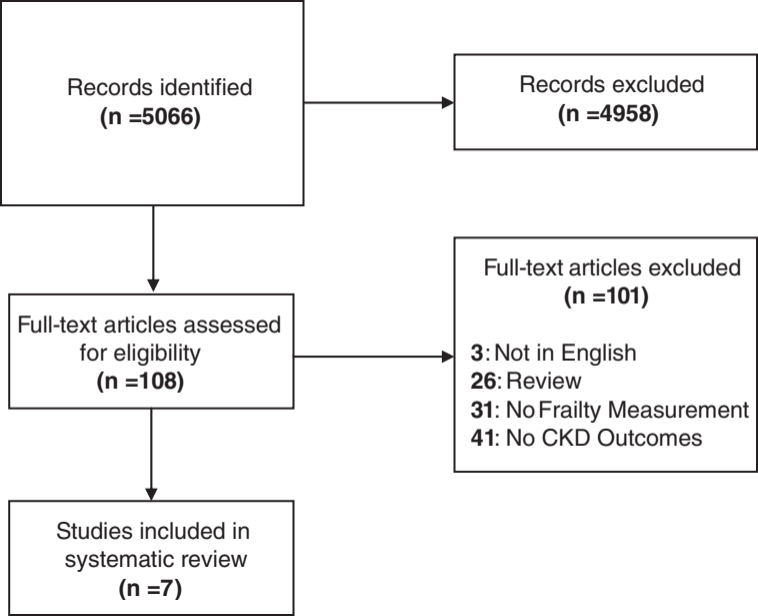 Records identified
(n =5066)
Records excluded
(n =4958)
Full-text articles assessed
for eligibility
(n =108)
Full-text articles excluded
(n =101)
3: Not in English
26: Review
31: No Frailty Measurement
41: No CKD Outcomes
Studies included in
systematic review
(n =7)